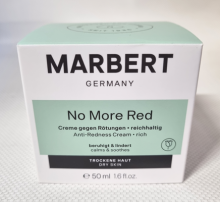 MARBERT
GERMANY
No More Red
Creme gegen Rötungen • reichhaltig
Anti-Redness Cream • rich
beruhigt & lindert
calms & soothes
TROCKENE HAUT
DRY SKIN
℮ 50 ml 1.6 fl.oz.